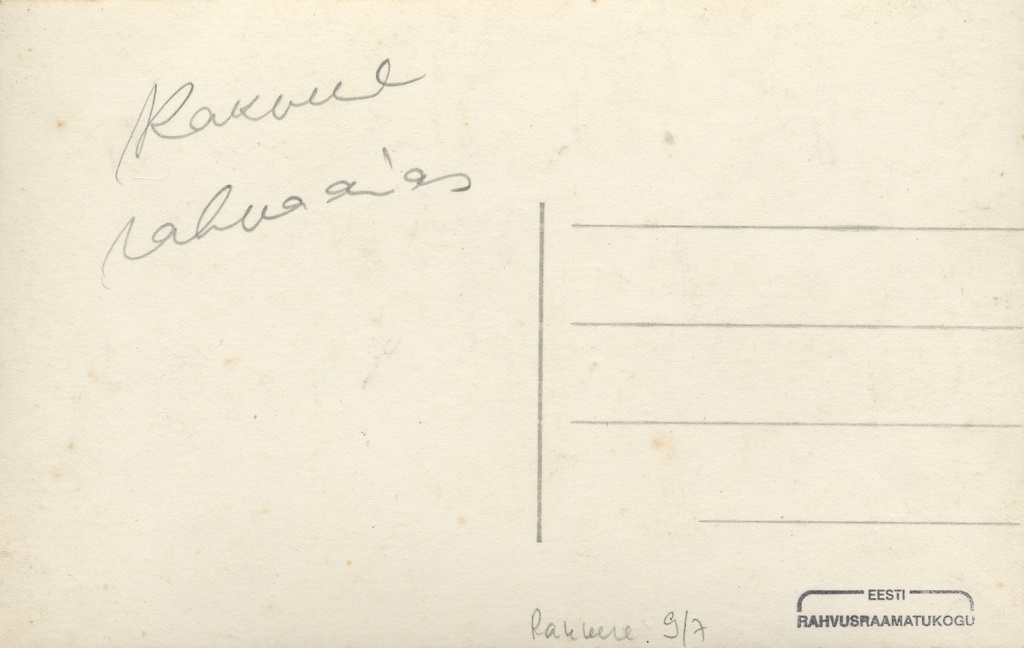 Rakvere
rahvaaias
Rakvere 9/7
EESTI
RAHVUSRAAMATUKOGU